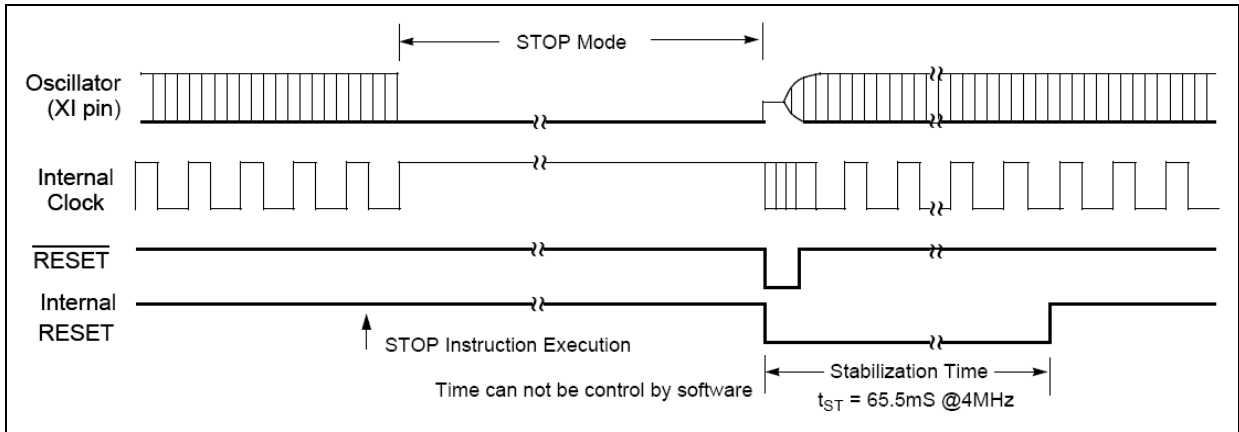 STOP Mode
Oscillator
(XI pin)
Internal
Clock
RESET
Internal
RESET
STOP Instruction Execution
Time can not be control by software
Stabilization Time
tST = 65.5mS @4MHz